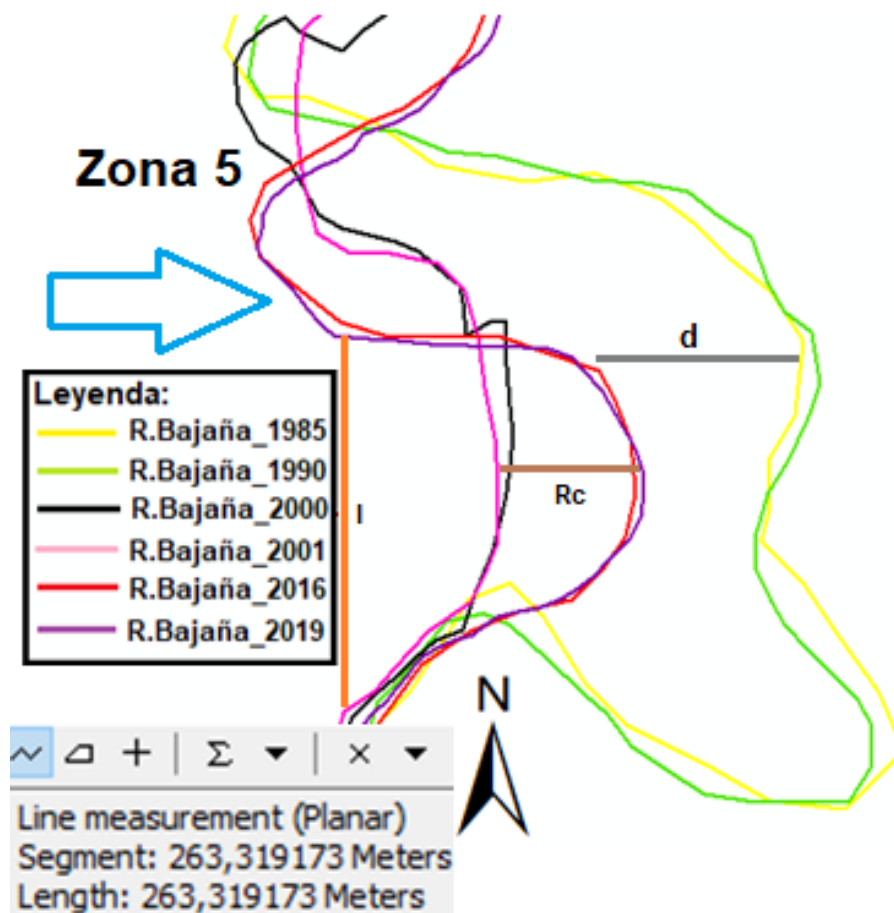 Zona 5
d
Leyenda:
R.Bajaña_1985
R.Bajaña_1990
R.Bajaña_2000
R.Bajaña_2001
R.Bajaña_2016
R.Bajaña_2019
l
Rc
N
Σ
Line measurement (Planar)
Segment: 263,319173 Meters
Length: 263,319173 Meters